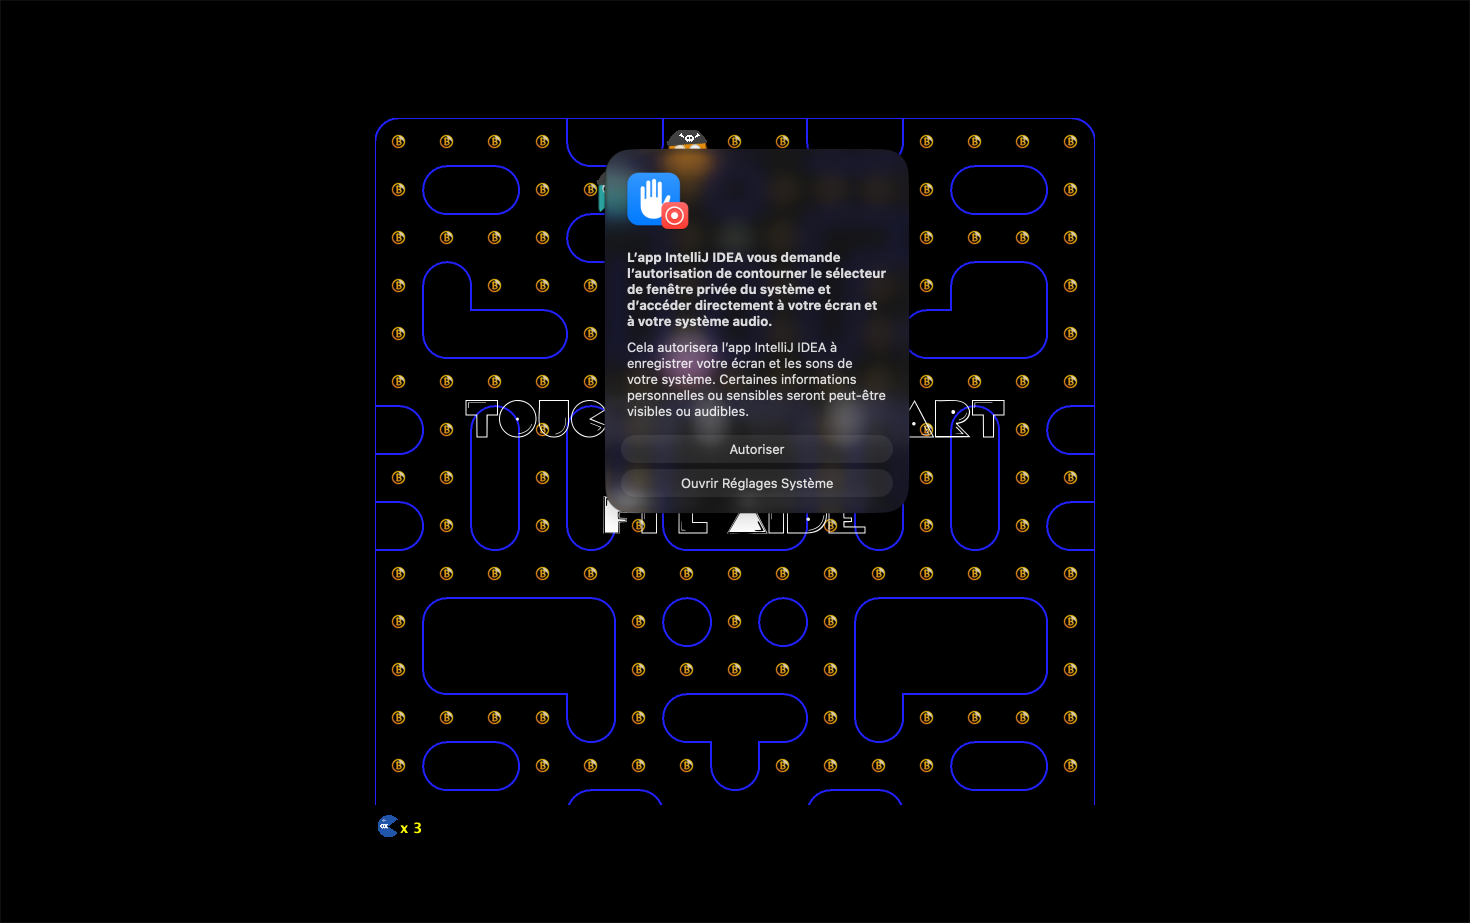 L’app IntelliJ IDEA vous demande
l’autorisation de contourner le sélecteur
de fenêtre privée du système et
d’accéder directement à votre écran et
à votre système audio.
Cela autorisera l’app IntelliJ IDEA à
enregistrer votre écran et les sons de
votre système. Certaines informations
personnelles ou sensibles seront peut-être
visibles ou audibles.
Autoriser
Ouvrir Réglages Système
x 3